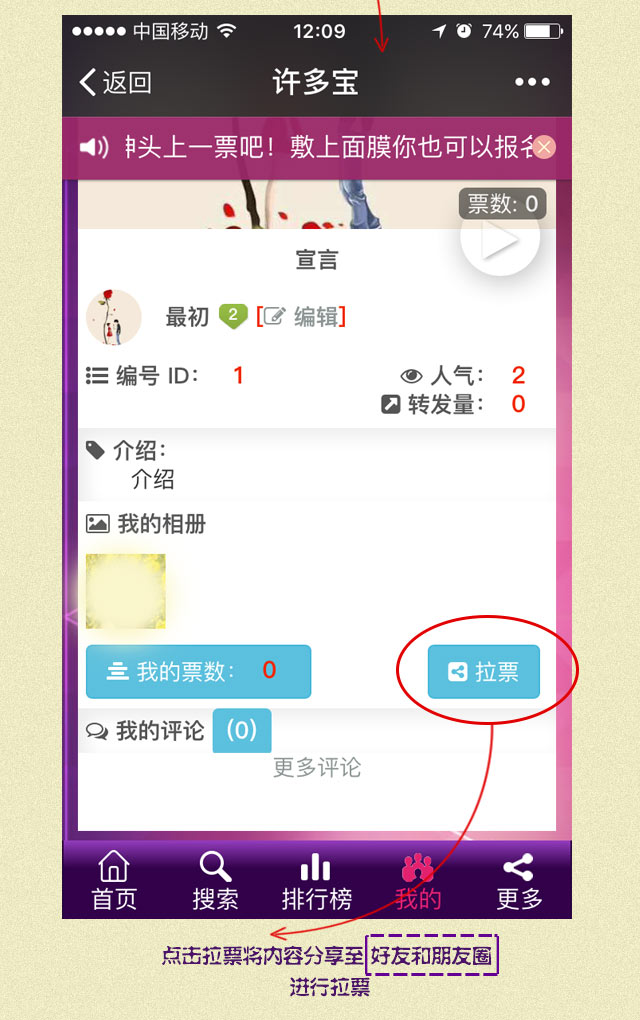 中国移动 12:09 74%
返回 许多宝
头上一票吧！敷上面膜你也可以报名
票数: 0
宣言
最初 2 [编辑]
编号 ID： 1 人气： 2
转发量： 0
介绍：
介绍
我的相册
我的票数： 0 拉票
我的评论 (0)
更多评论
首页 搜索 排行榜 我的 更多
点击拉票将内容分享至 好友和朋友圈
进行拉票